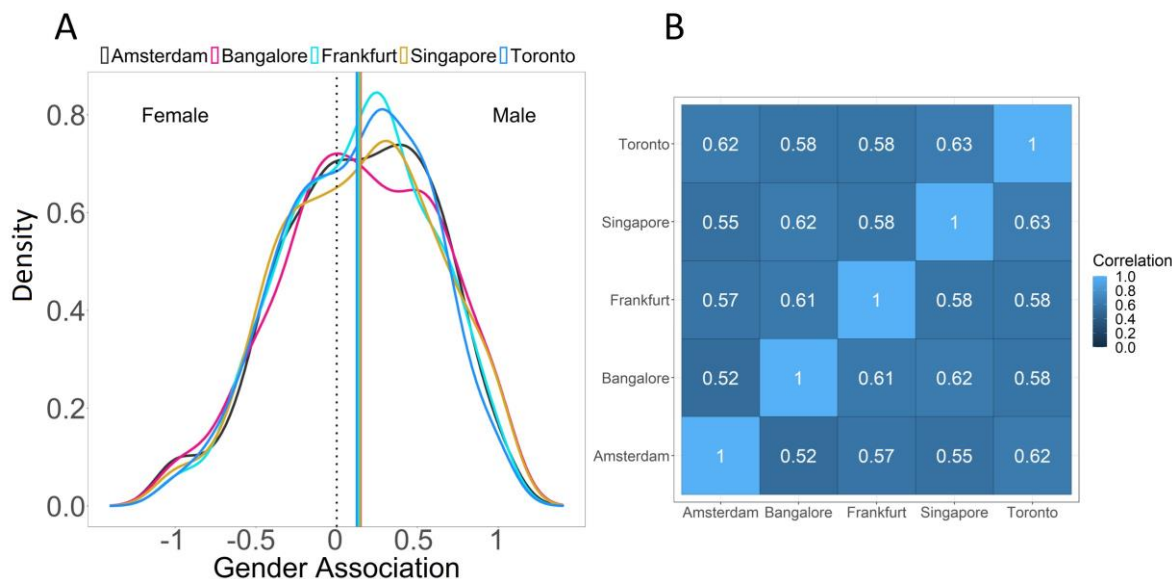 A
Amsterdam Bangalore Frankfurt Singapore Toronto
Female Male
Density
0.8
0.6
0.4
0.2
0.0
-1 -0.5 0 0.5 1
Gender Association
B
Toronto 0.62 0.58 0.58 0.63 1
Singapore 0.55 0.62 0.58 1 0.63
Frankfurt 0.57 0.61 1 0.58 0.58
Bangalore 0.52 1 0.61 0.62 0.58
Amsterdam 1 0.52 0.57 0.55 0.62
Amsterdam Bangalore Frankfurt Singapore Toronto
Correlation
1.0
0.8
0.6
0.4
0.2
0.0